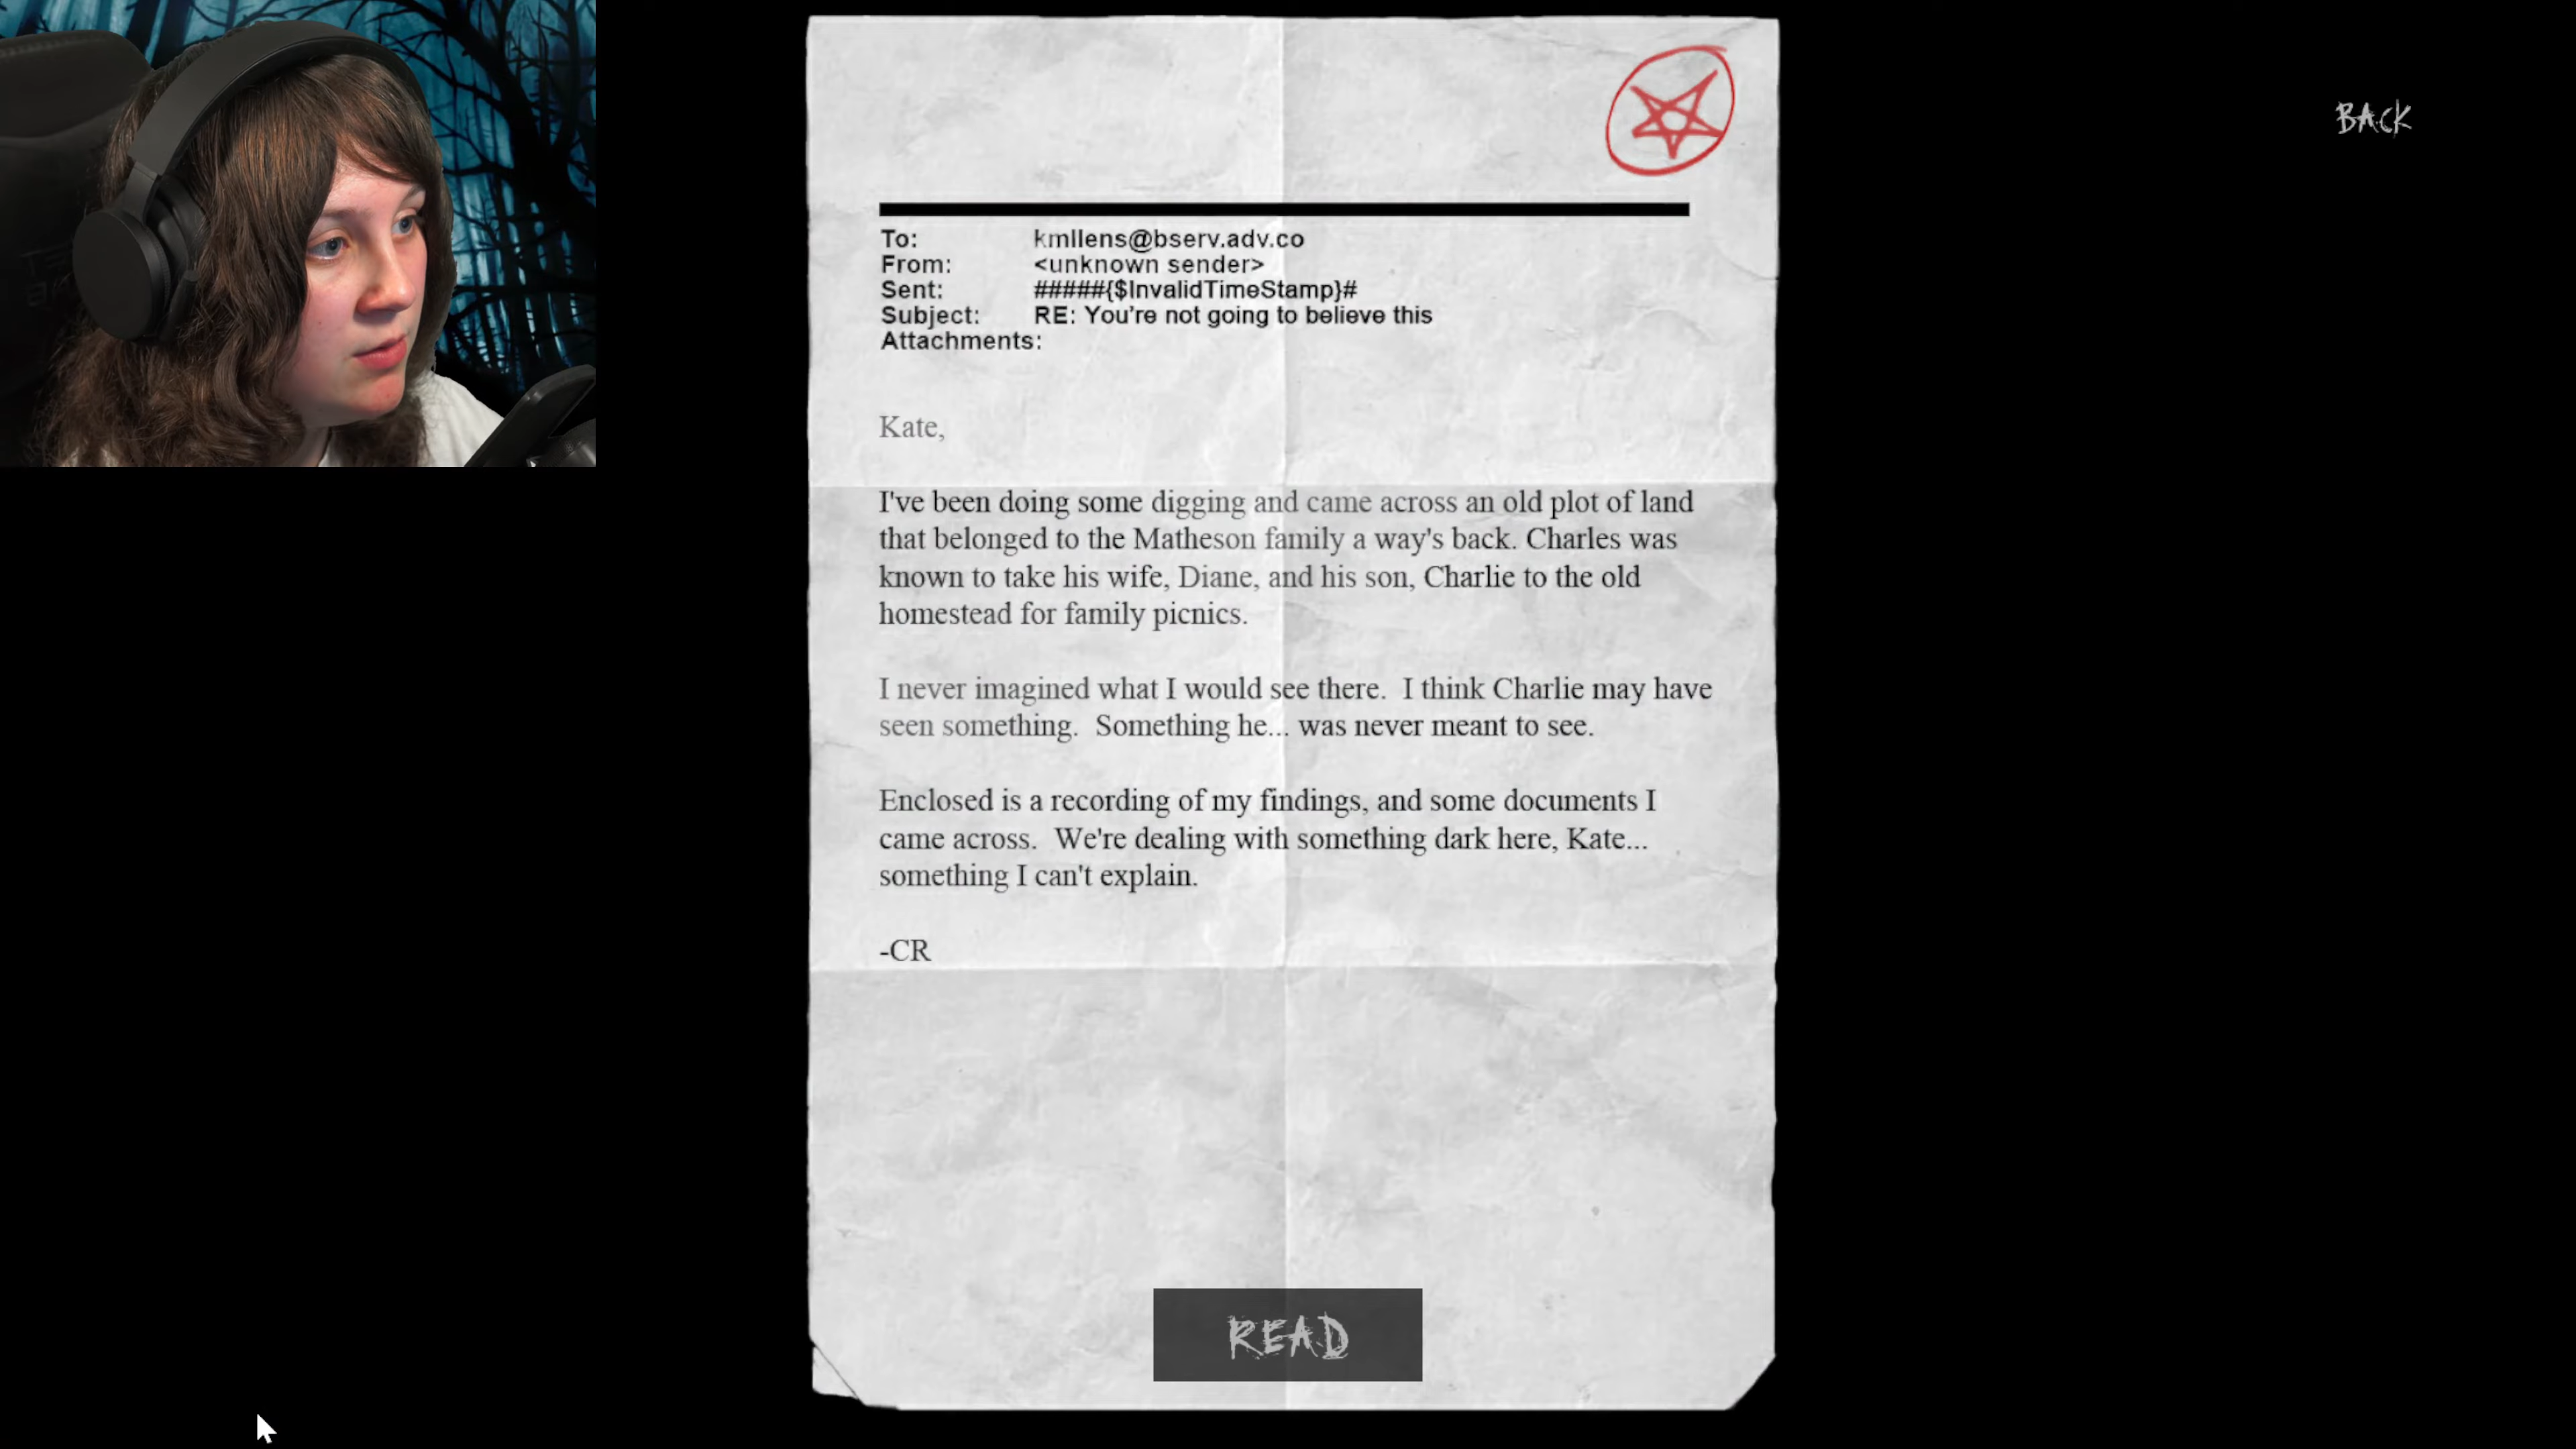 BACK
To: kmllens@bserv.adv.co
From: <unknown sender>
Sent: #####{$InvalidTimeStamp}#
Subject: RE: You're not going to believe this
Attachments:
Kate,
I've been doing some digging and came across an old plot of land
that belonged to the Matheson family a way's back. Charles was
known to take his wife, Diane, and his son, Charlie to the old
homestead for family picnics.
I never imagined what I would see there.  I think Charlie may have
seen something.  Something he... was never meant to see.
Enclosed is a recording of my findings, and some documents I
came across.  We're dealing with something dark here, Kate...
something I can't explain.
-CR
READ